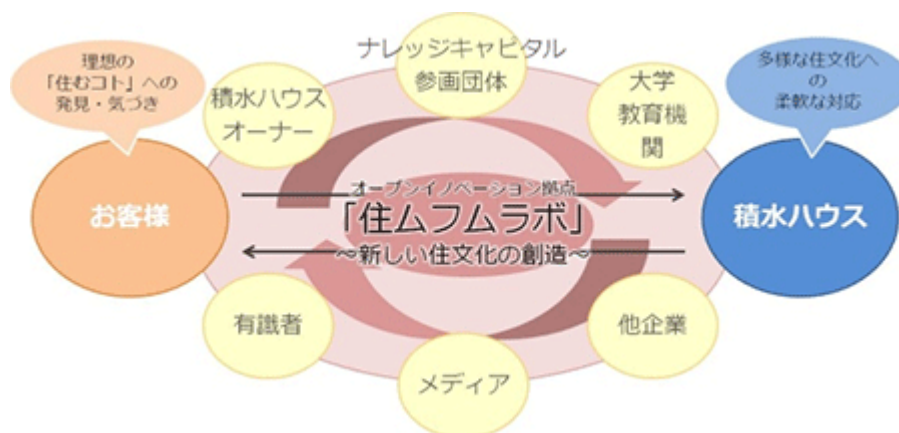 理想の
「住むコト」への
発見・気づき
お客様
積水ハウス
オーナー
ナレッジキャピタル
参画団体
大学
教育機
関
多様な住文化へ
の
柔軟な対応
積水ハウス
オープンイノベーション拠点
「住ムフムラボ」
～新しい住文化の創造～
有識者
メディア
他企業